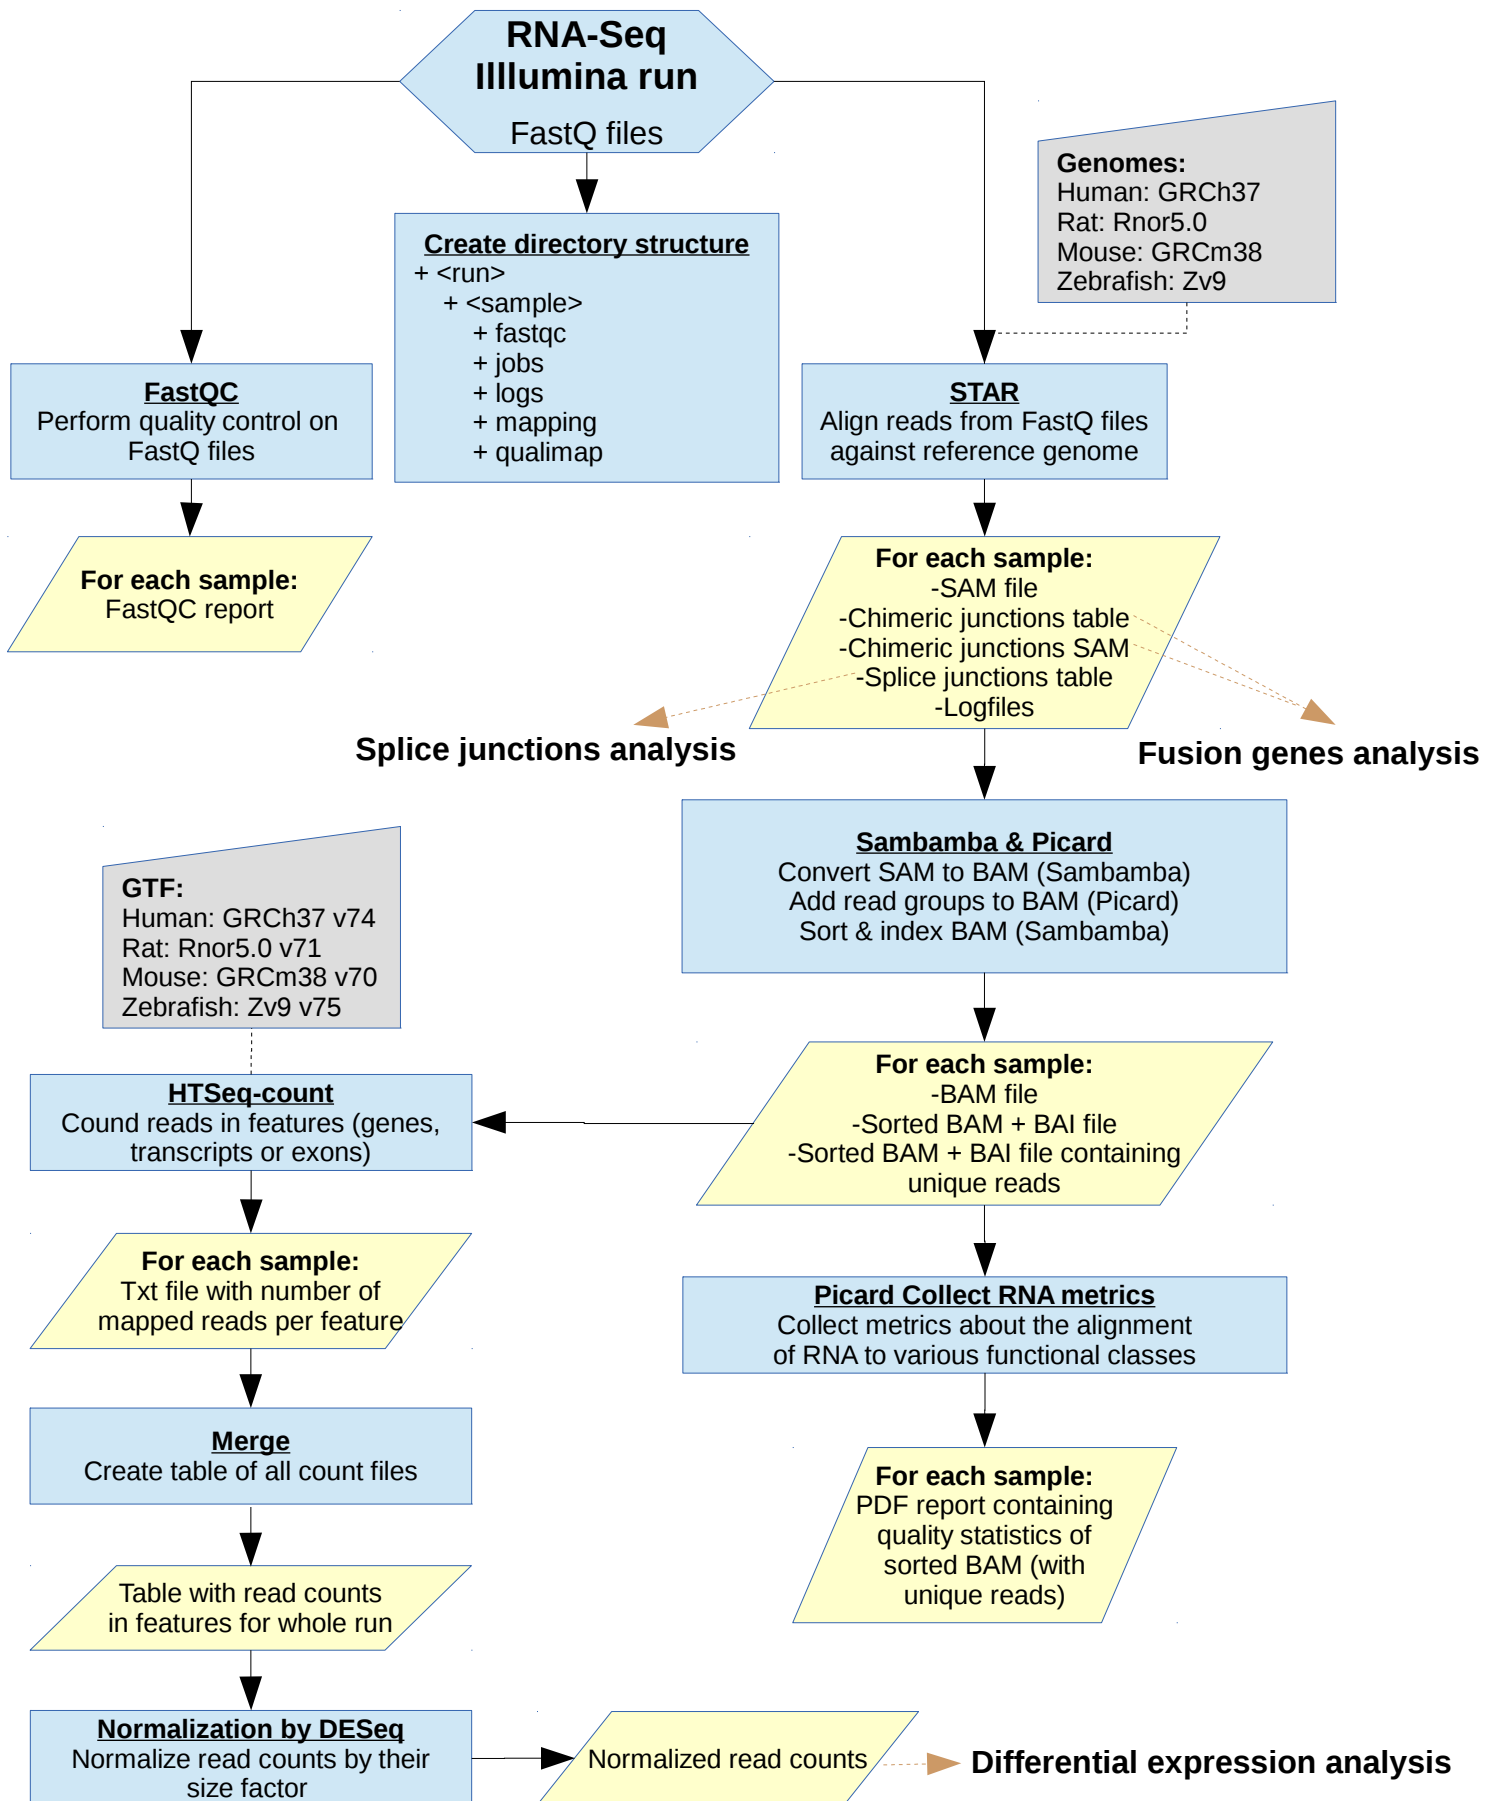 RNA-Seq
Illlumina run
FastQ files
Genomes:
Human: GRCh37
Rat: Rnor5.0
Mouse: GRCm38
Zebrafish: Zv9
Create directory structure
+ <run>
+ <sample>
+ fastqc
+ jobs
+ logs
+ mapping
+ qualimap
FastQC
Perform quality control on
FastQ files
STAR
Align reads from FastQ files
against reference genome
For each sample:
FastQC report
For each sample:
-SAM file
-Chimeric junctions table
-Chimeric junctions SAM
-Splice junctions table
-Logfiles
Splice junctions analysis
Fusion genes analysis
Sambamba & Picard
Convert SAM to BAM (Sambamba)
Add read groups to BAM (Picard)
Sort & index BAM (Sambamba)
GTF:
Human: GRCh37 v74
Rat: Rnor5.0 v71
Mouse: GRCm38 v70
Zebrafish: Zv9 v75
For each sample:
-BAM file
-Sorted BAM + BAI file
-Sorted BAM + BAI file containing
unique reads
HTSeq-count
Cound reads in features (genes,
transcripts or exons)
For each sample:
Txt file with number of
mapped reads per feature
Picard Collect RNA metrics
Collect metrics about the alignment
of RNA to various functional classes
Merge
Create table of all count files
For each sample:
PDF report containing
quality statistics of
sorted BAM (with
unique reads)
Table with read counts
in features for whole run
Normalization by DESeq
Normalize read counts by their
size factor
Normalized read counts
Differential expression analysis